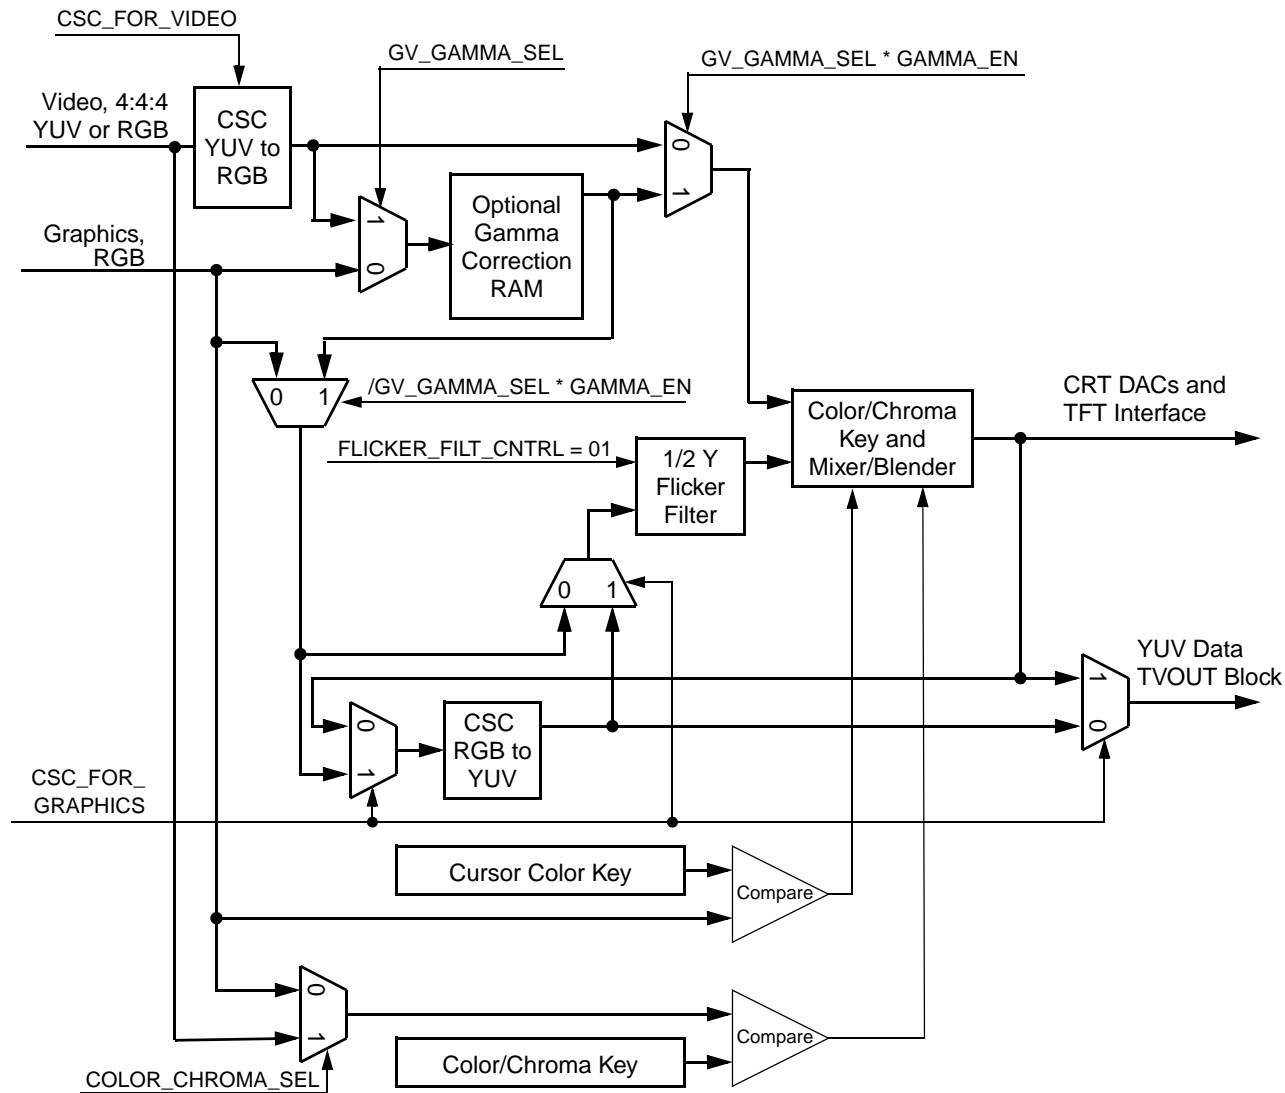 CSC_FOR_VIDEO
GV_GAMMA_SEL
GV_GAMMA_SEL * GAMMA_EN
Video, 4:4:4
YUV or RGB
CSC
YUV to
RGB
0
1
1
0
Optional
Gamma
Correction
RAM
Graphics,
RGB
0 1
/GV_GAMMA_SEL * GAMMA_EN
Color/Chroma
Key and
Mixer/Blender
CRT DACs and
TFT Interface
FLICKER_FILT_CNTRL = 01
1/2 Y
Flicker
Filter
0 1
YUV Data
TVOUT Block
1
0
0
1
CSC
RGB to
YUV
CSC_FOR_
GRAPHICS
Cursor Color Key
Compare
0
1
Compare
Color/Chroma Key
COLOR_CHROMA_SEL